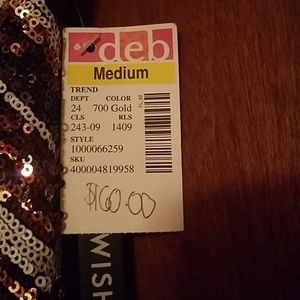 deb
Medium
TREND
DEPT COLOR
24 700 Gold
CLS RLS
243-09 1409
STYLE
1000066259
SKU
400004819958
$160.00
WISH